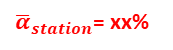 ᾱ_station = xx%